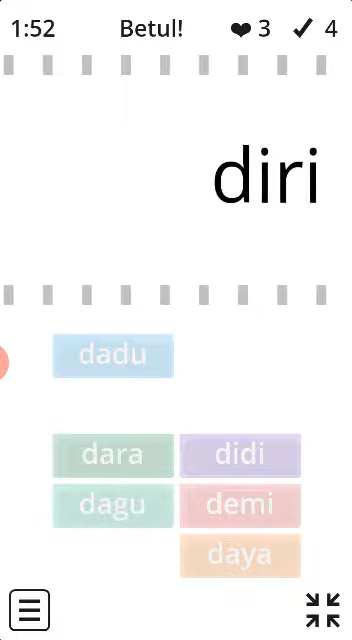 1:52 Betul! ❤ 3 ✓ 4
diri
dadu
dara didi
dagu demi
daya